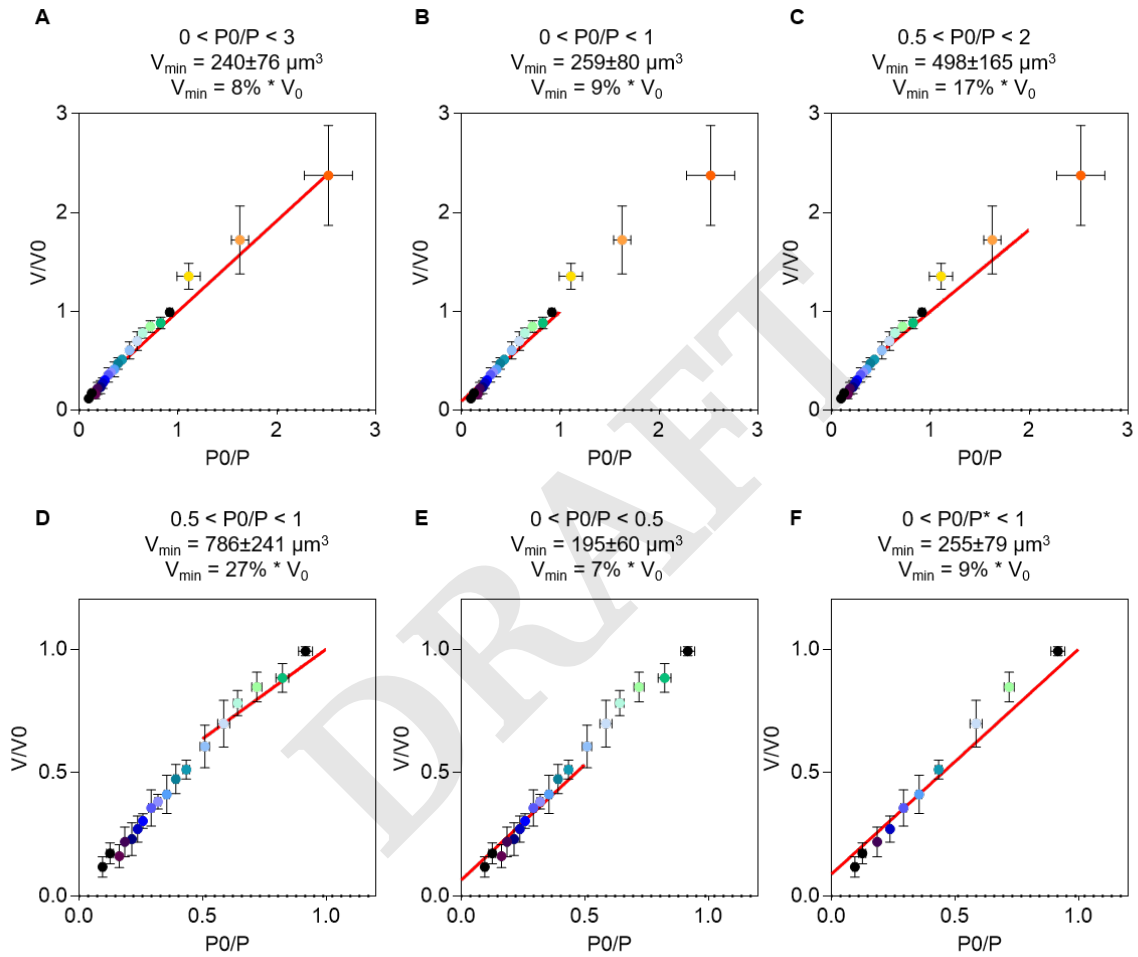 A
0 < P0/P < 3
Vmin = 240±76 µm³
Vmin = 8% * V₀
3
2
1
0
V/V0
0
1
2
3
P0/P
B
0 < P0/P < 1
Vmin = 259±80 µm³
Vmin = 9% * V₀
3
2
1
0
V/V0
0
1
2
3
P0/P
C
0.5 < P0/P < 2
Vmin = 498±165 µm³
Vmin = 17% * V₀
3
2
1
0
V/V0
0
1
2
3
P0/P
D
0.5 < P0/P < 1
Vmin = 786±241 µm³
Vmin = 27% * V₀
1.0
0.5
0.0
V/V0
0.0
0.5
1.0
P0/P
E
0 < P0/P < 0.5
Vmin = 195±60 µm³
Vmin = 7% * V₀
1.0
0.5
0.0
V/V0
0.0
0.5
1.0
P0/P
F
0 < P0/P* < 1
Vmin = 255±79 µm³
Vmin = 9% * V₀
1.0
0.5
0.0
V/V0
0.0
0.5
1.0
P0/P
DRAFT